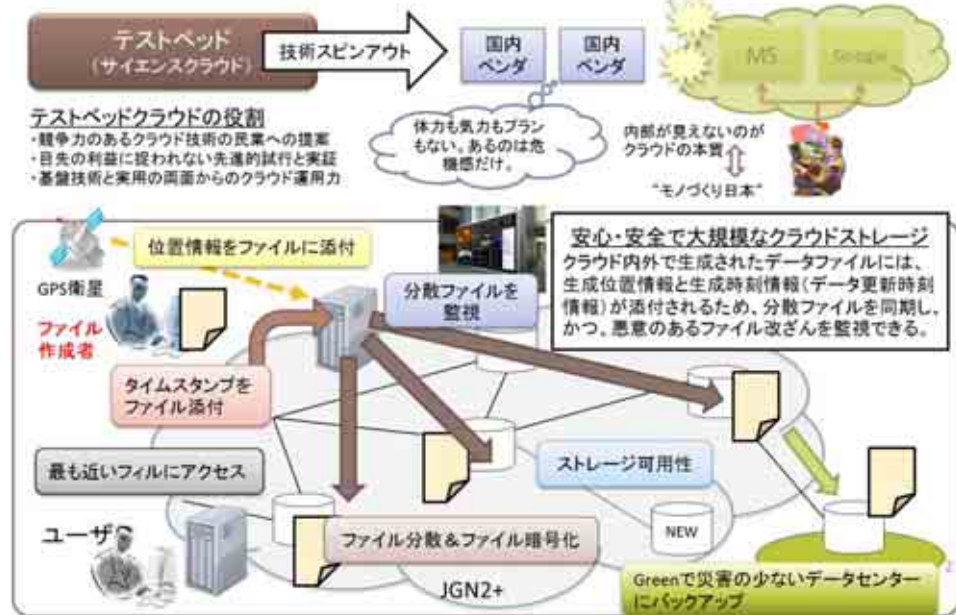 テストベッド
(サイエンスクラウド)
技術スピンアウト
国内
ベンダ
国内
ベンダ
MS
Google
テストベッドクラウドの役割
・競争力のあるクラウド技術の民業への提案
・目先の利益に捉われない先進的試行と実証
・基盤技術と実用の両面からのクラウド運用力
体力も気力もプラン
もない。あるのは危
機感だけ。
内部が見えないのが
クラウドの本質
“モノづくり日本”
GPS衛星
位置情報をファイルに添付
ファイル
作成者
分散ファイルを
監視
安心・安全で大規模なクラウドストレージ
クラウド内外で生成されたデータファイルには、
生成位置情報と生成時刻情報(データ更新時刻
情報)が添付されるため、分散ファイルを同期し、
かつ、悪意のあるファイル改ざんを監視できる。
タイムスタンプを
ファイル添付
最も近いフィルにアクセス
ストレージ可用性
ユーザ
NEW
ファイル分散&ファイル暗号化
JGN2+
Greenで災害の少ないデータセンター
にバックアップ
2